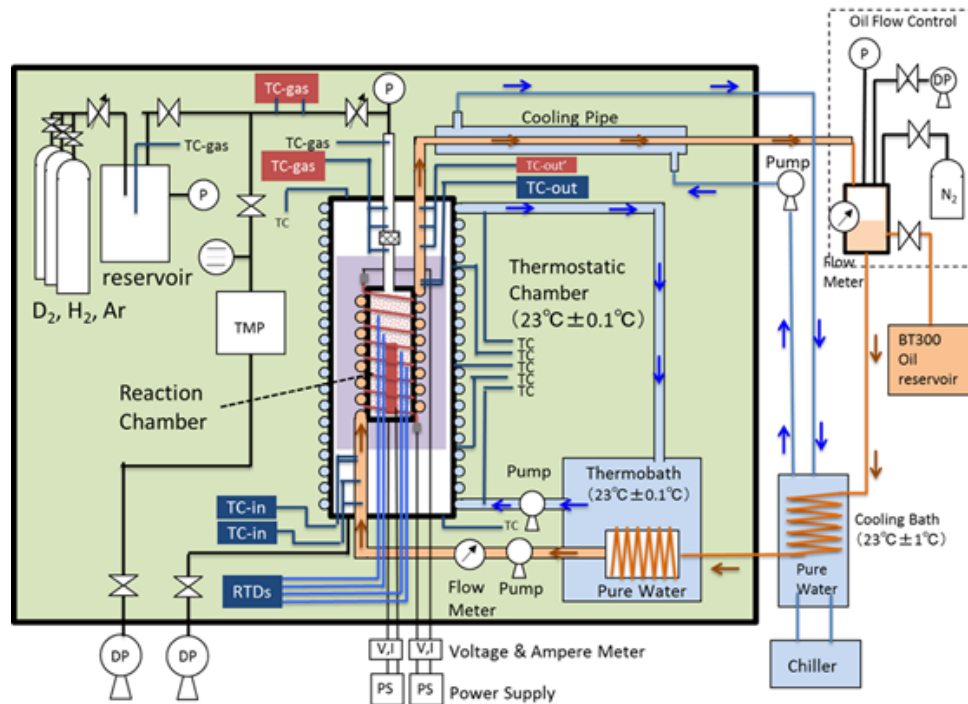 Oil Flow Control
P
DP
N2
Flow
Meter
BT300
Oil
reservoir
TC-gas
P
Cooling Pipe
Pump
TC-gas
TC-gas
TC-gas
TC-out'
TC-out
TC
P
reservoir
D2, H2, Ar
TMP
Thermostatic
Chamber
(23℃±0.1℃)
TC
TC
TC
TC
TC
Reaction
Chamber
Pump
Thermobath
(23℃±0.1℃)
TC-in
TC-in
TC
Cooling Bath
(23℃±1℃)
Pure
Water
RTDs
Flow
Meter
Pump
Pure Water
DP
DP
V,I
V,I
Voltage & Ampere Meter
PS
PS
Power Supply
Chiller